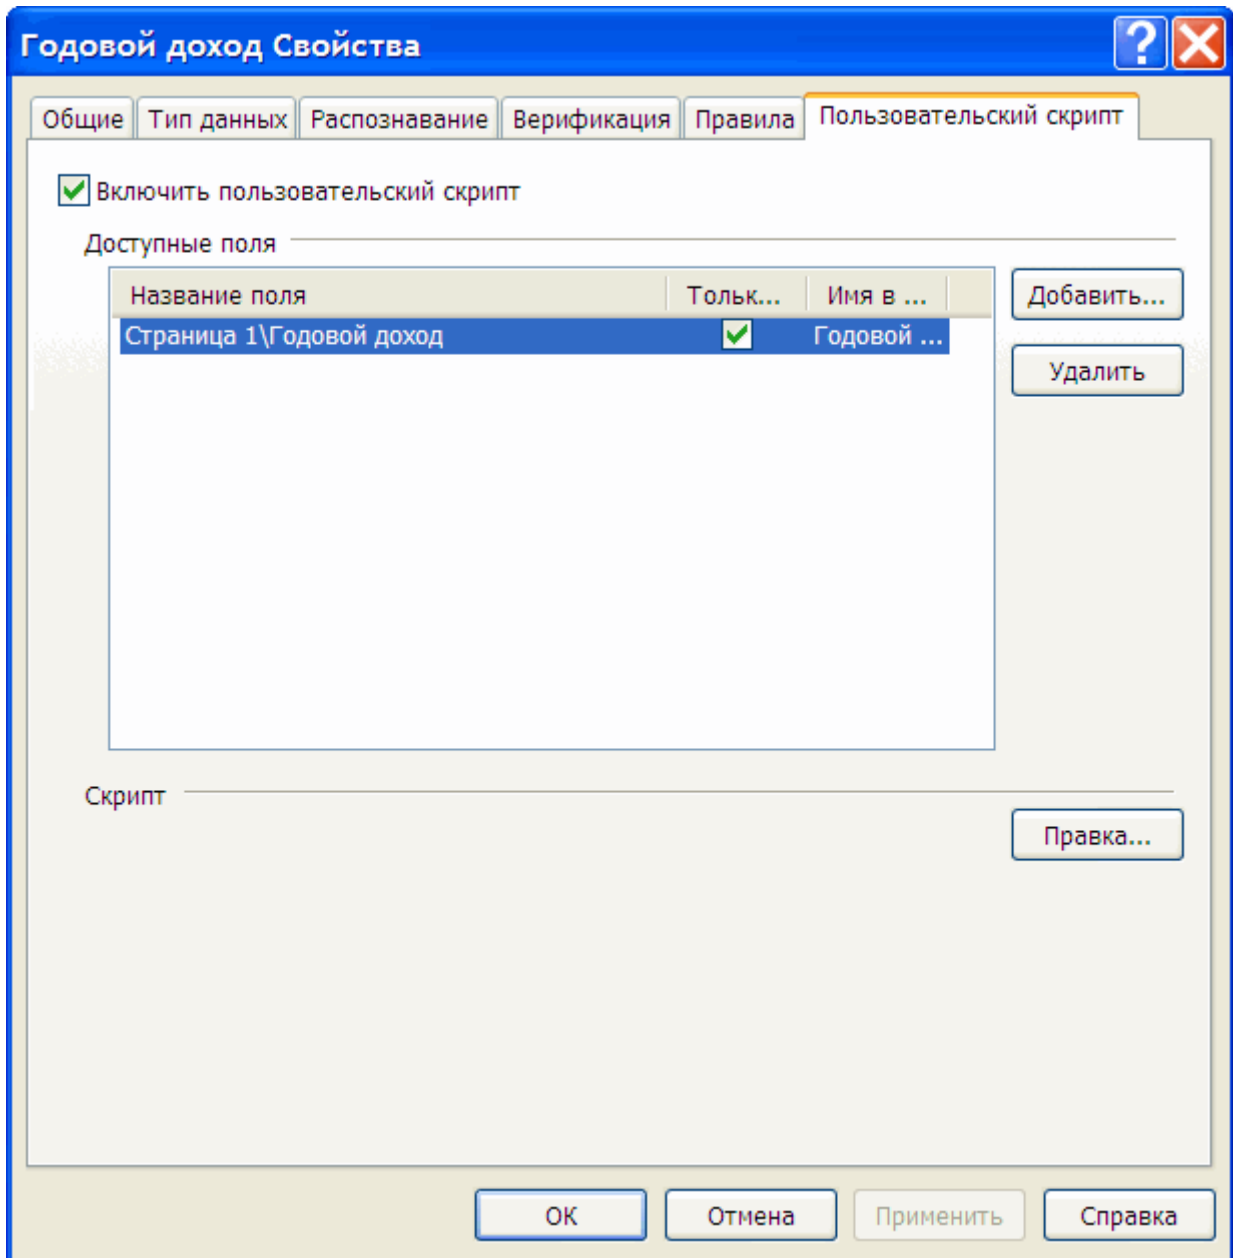 Годовой доход Свойства
Общие Тип данных Распознавание Верификация Правила Пользовательский скрипт
Включить пользовательский скрипт
Доступные поля
Название поля Тольк... Имя в ... Добавить...
Страница 1\Годовой доход Годовой ...
Удалить
Скрипт
Правка...
ОК Отмена Применить Справка